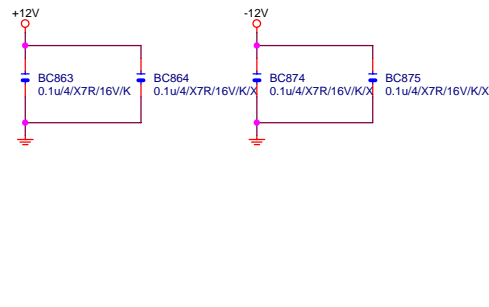 +12V
-12V
BC863
BC864
BC874
BC875
0.1u/4/X7R/16V/K
0.1u/4/X7R/16V/K/X
0.1u/4/X7R/16V/K/X
0.1u/4/X7R/16V/K/X